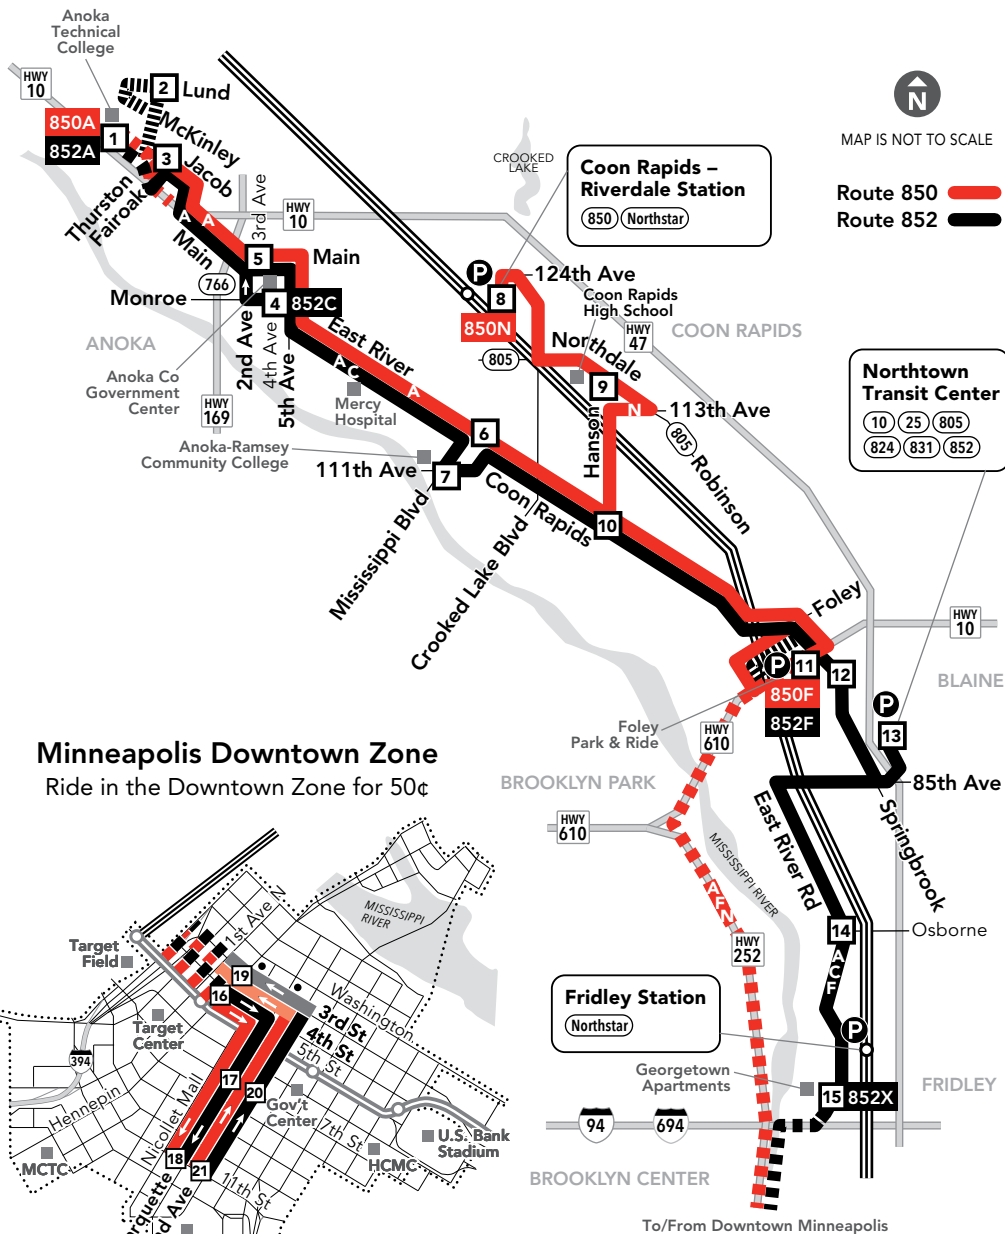 Anoka
Technical
College
HWY
10
850A
852A
1
2
Lund
McKinley
3
Jacob
Thurston
Fairoak
A
A
Main
3rd Ave
HWY
10
CROOKED
LAKE
Coon Rapids –
Riverdale Station
850
Northstar
N
MAP IS NOT TO SCALE
Route 850
Route 852
5
Main
766
Monroe
4
852C
ANOKA
2nd Ave
4th Ave
5th Ave
East River
A C
A
Anoka Co
Government
Center
HWY
169
Mercy
Hospital
Anoka-Ramsey
Community College
6
111th Ave
7
Mississippi Blvd
Coon Rapids
Crooked Lake Blvd
P
8
124th Ave
850N
Coon Rapids
High School
805
Northdale
HWY
47
COON RAPIDS
9
N
113th Ave
Hanson
805
Robinson
10
Northtown
Transit Center
10
25
805
824
831
852
Foley
HWY
10
BLAINE
P
11
12
850F
852F
P
13
Foley
Park & Ride
HWY
610
BROOKLYN PARK
HWY
610
85th Ave
Springbrook
East River Rd
MISSISSIPPI RIVER
A F N
HWY
252
14
Osborne
A C F
Fridley Station
Northstar
P
Georgetown
Apartments
15
852X
FRIDLEY
94
694
BROOKLYN CENTER
To/From Downtown Minneapolis
Minneapolis Downtown Zone
Ride in the Downtown Zone for 50¢
MISSISSIPPI
RIVER
1st Ave N
Target
Field
19
16
Washington
3rd St
4th St
5th St
Target
Center
394
Hennepin
17
20
Nicollet Mall
Gov't
Center
7th St
U.S. Bank
Stadium
HCMC
MCTC
18
21
11th St
rquette
d Ave